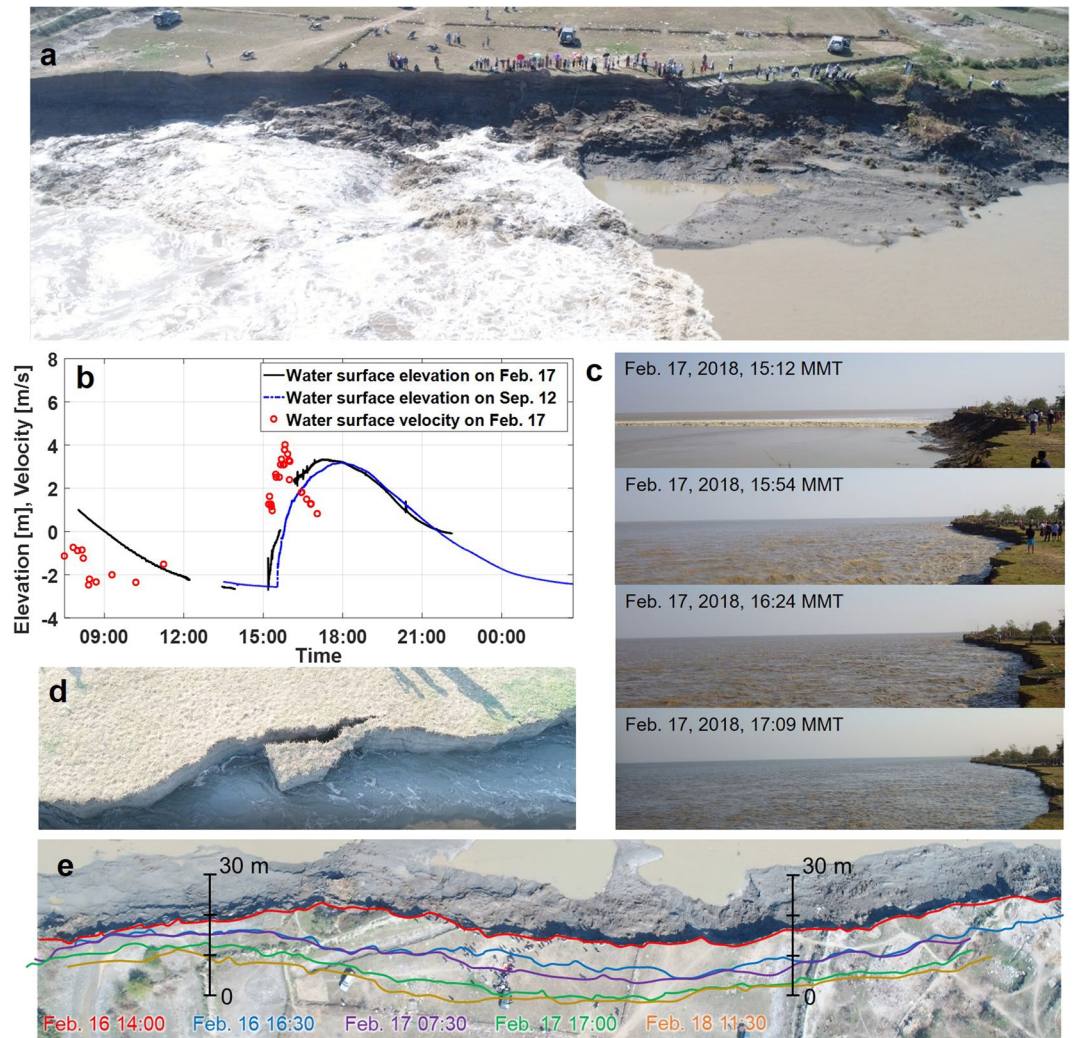 a
b
8
6
4
2
0
-2
-4
Elevation [m], Velocity [m/s]
Water surface elevation on Feb. 17
Water surface elevation on Sep. 12
Water surface velocity on Feb. 17
09:00 12:00 15:00 18:00 21:00 00:00
Time
c
Feb. 17, 2018, 15:12 MMT
Feb. 17, 2018, 15:54 MMT
Feb. 17, 2018, 16:24 MMT
Feb. 17, 2018, 17:09 MMT
d
e
30 m 30 m
0 0
Feb. 16 14:00 Feb. 16 16:30 Feb. 17 07:30 Feb. 17 17:00 Feb. 18 11:30